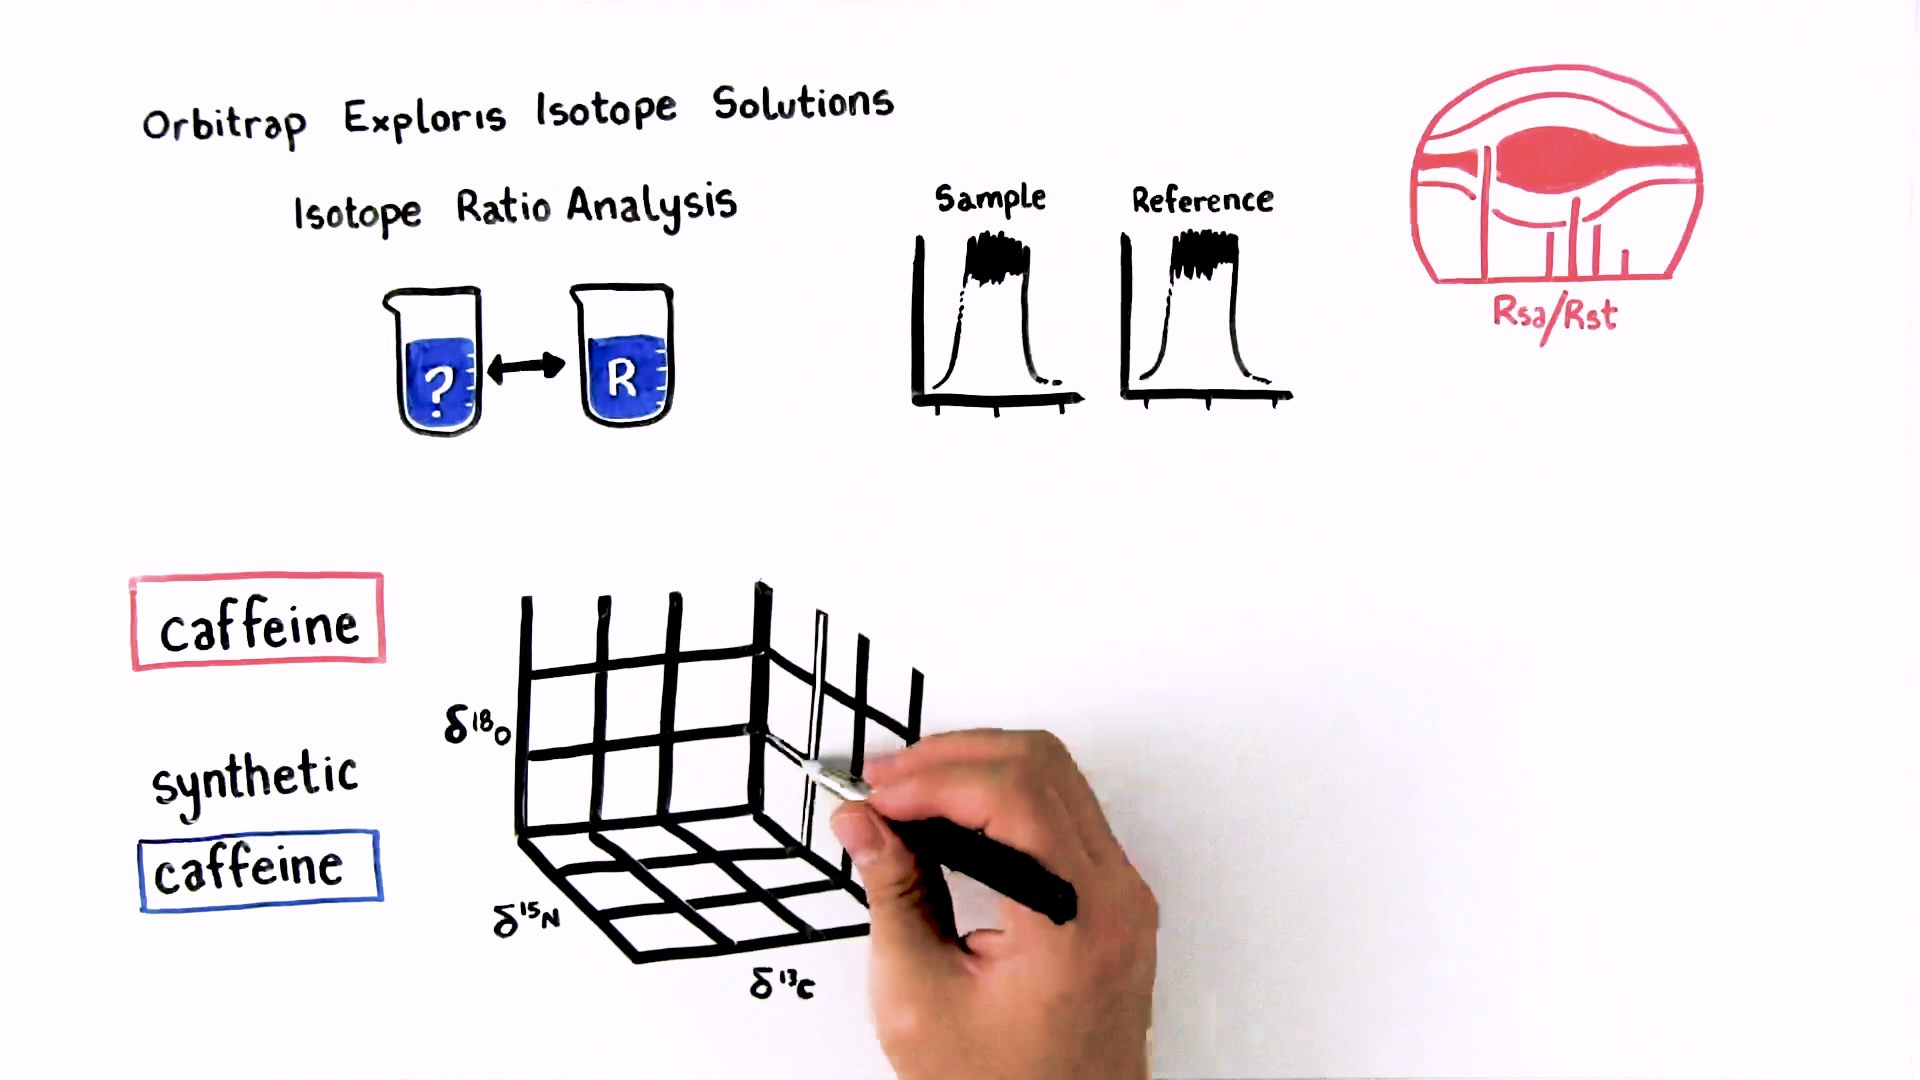 Orbitrap Exploris Isotope Solutions
Isotope Ratio Analysis
? R
Sample Reference
Rsa/Rst
caffeine
synthetic
caffeine
δ¹⁸O
δ¹⁵N
δ¹³C